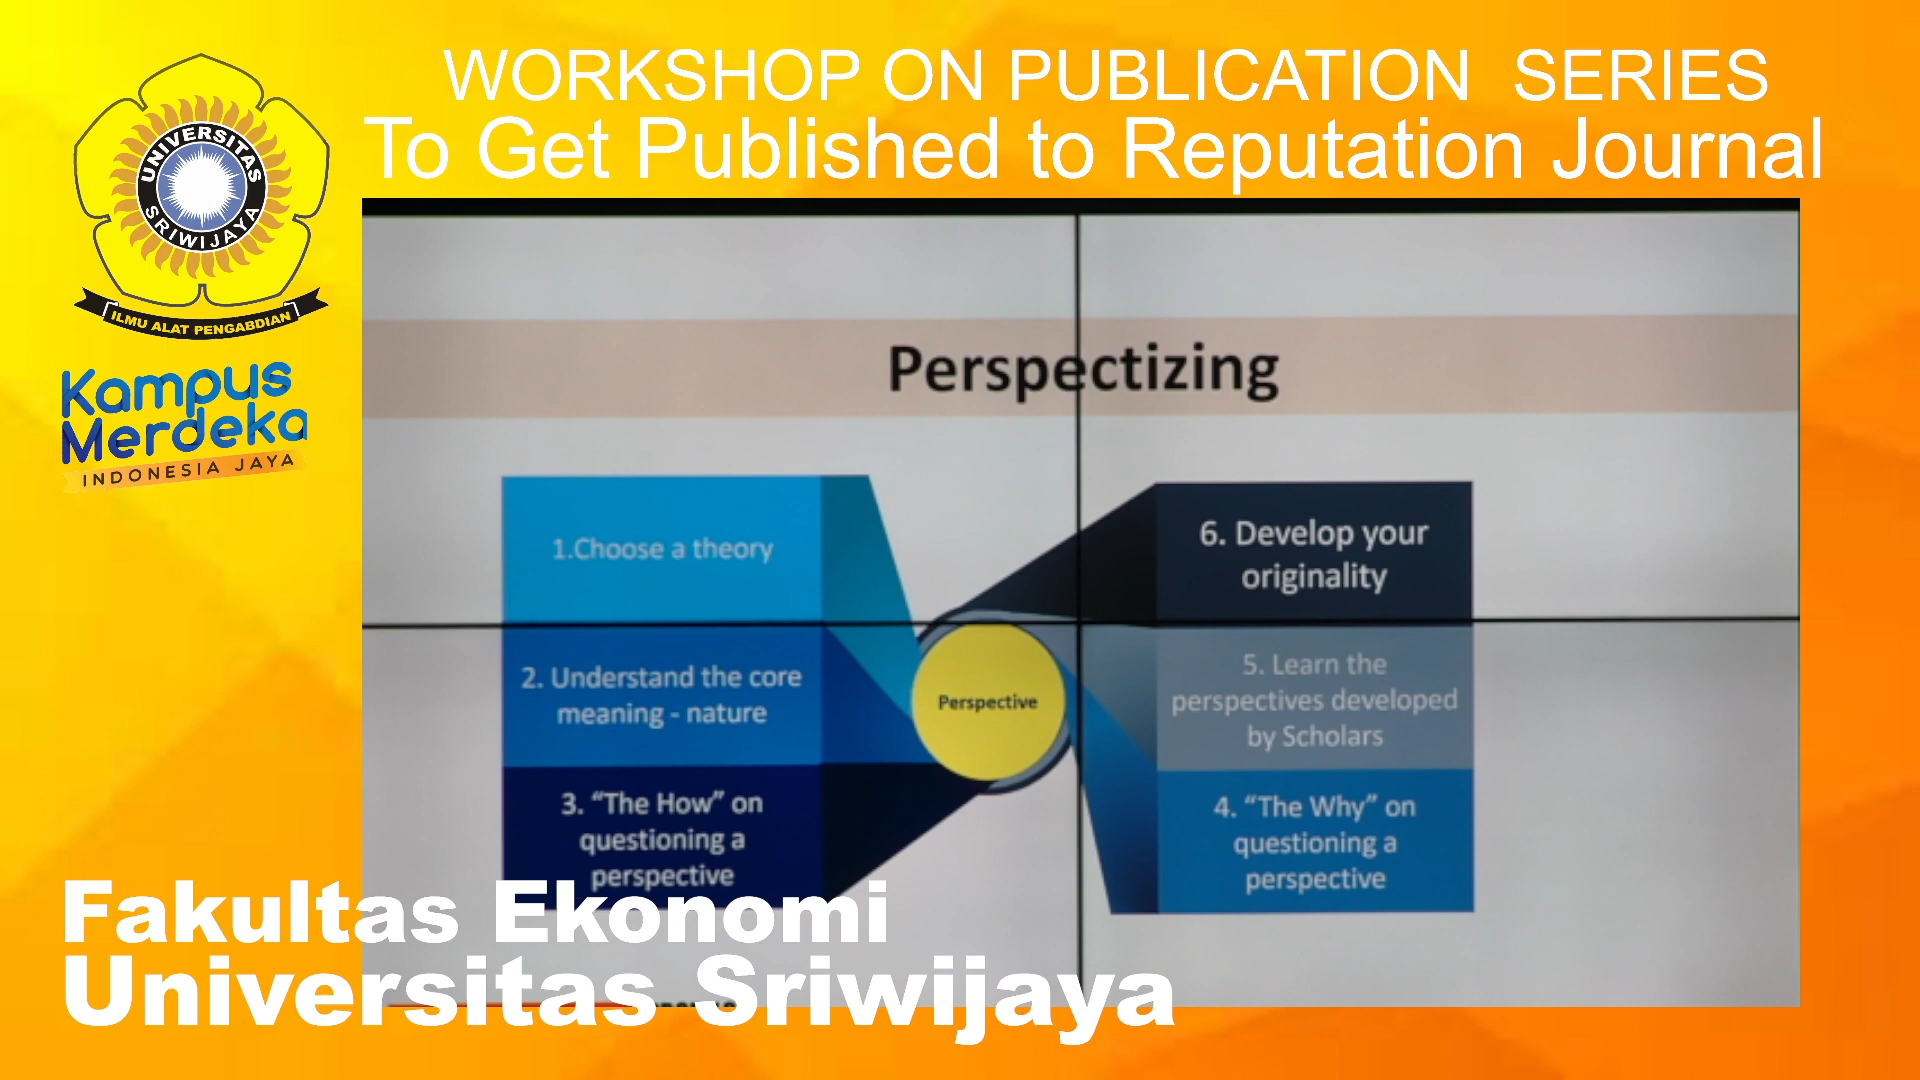 WORKSHOP ON PUBLICATION SERIES
To Get Published to Reputation Journal
UNIVERSITAS
SRIWIJAYA
ILMU ALAT PENGABDIAN
Kampus
Merdeka
INDONESIA JAYA
Perspectizing
1.Choose a theory
2. Understand the core
meaning - nature
3. “The How” on
questioning a
perspective
Perspective
6. Develop your
originality
5. Learn the
perspectives developed
by Scholars
4. “The Why” on
questioning a
perspective
Fakultas Ekonomi
Universitas Sriwijaya